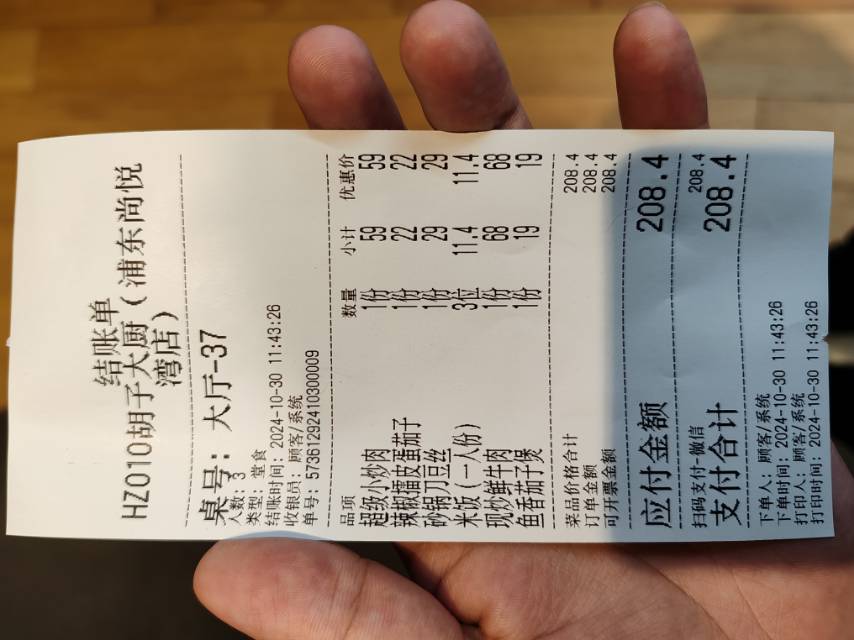 结账单
HZ010胡子大厨(浦东尚悦
湾店)
桌号: 大厅-37
人数: 3
类型: 堂食
结账时间: 2024-10-30 11:43:26
收银员: 顾客/系统
单号: 573612924103000​09
品项 数量 小计 优惠价
超级小炒肉 1份 59 59
辣椒擂皮蛋茄子 1份 22 22
砂锅刀豆丝 1份 29 29
米饭(一人份) 3位 11.4 11.4
现炒鲜牛肉 1份 68 68
鱼香茄子煲 1份 19 19
菜品价格合计 208.4
订单金额 208.4
可开票金额 208.4
应付金额 208.4
扫码支付-微信 208.4
支付合计 208.4
下单人: 顾客/系统
下单时间: 2024-10-30 11:43:26
打印人: 顾客/系统
打印时间: 2024-10-30 11:43:26